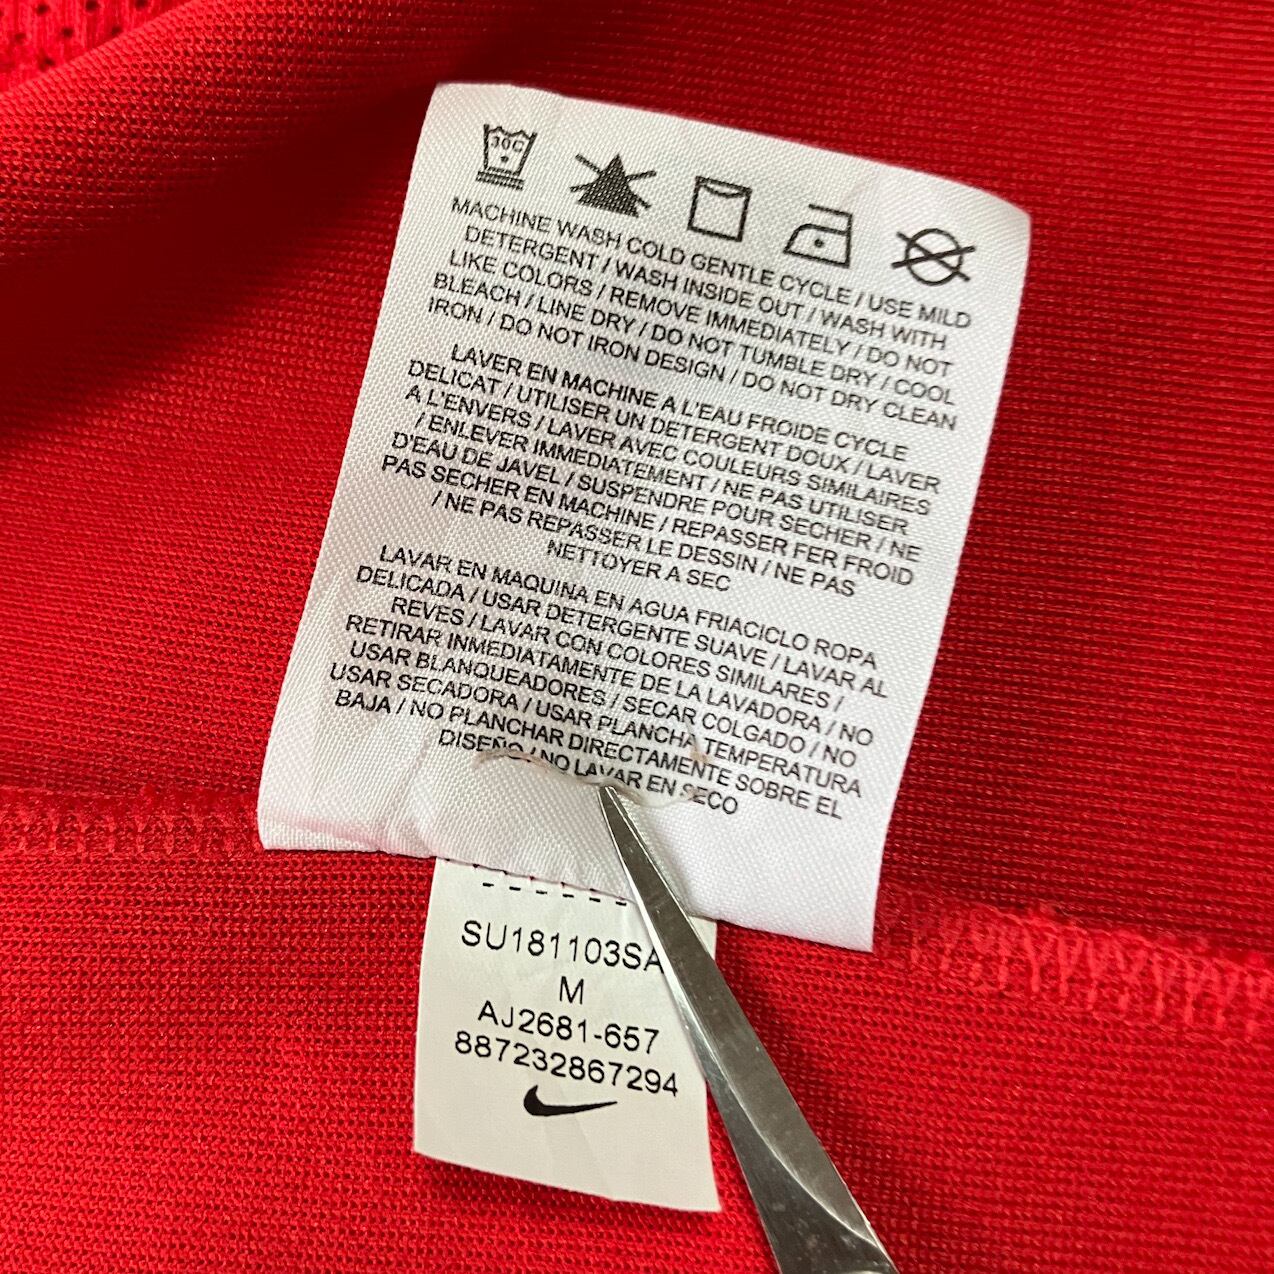 30C
MACHINE WASH COLD GENTLE CYCLE / USE MILD
DETERGENT / WASH INSIDE OUT / WASH WITH
LIKE COLORS / REMOVE IMMEDIATELY / DO NOT
BLEACH / LINE DRY / DO NOT TUMBLE DRY / COOL
IRON / DO NOT IRON DESIGN / DO NOT DRY CLEAN
LAVER EN MACHINE A L'EAU FROIDE CYCLE
DELICAT / UTILISER UN DETERGENT DOUX / LAVER
A L'ENVERS / LAVER AVEC COULEURS SIMILAIRES
/ ENLEVER IMMEDIATEMENT / NE PAS UTILISER
D'EAU DE JAVEL / SUSPENDRE POUR SECHER / NE
PAS SECHER EN MACHINE / REPASSER FER FROID
/ NE PAS REPASSER LE DESSIN / NE PAS
NETTOYER A SEC
LAVAR EN MAQUINA EN AGUA FRIACICLO ROPA
DELICADA / USAR DETERGENTE SUAVE / LAVAR AL
REVES / LAVAR CON COLORES SIMILARES /
RETIRAR INMEDIATAMENTE DE LA LAVADORA / NO
USAR BLANQUEADORES / SECAR COLGADO / NO
USAR SECADORA / USAR PLANCHA TEMPERATURA
BAJA / NO PLANCHAR DIRECTAMENTE SOBRE EL
DISEÑO / NO LAVAR EN SECO
SU181103SA
M
AJ2681-657
887232867294